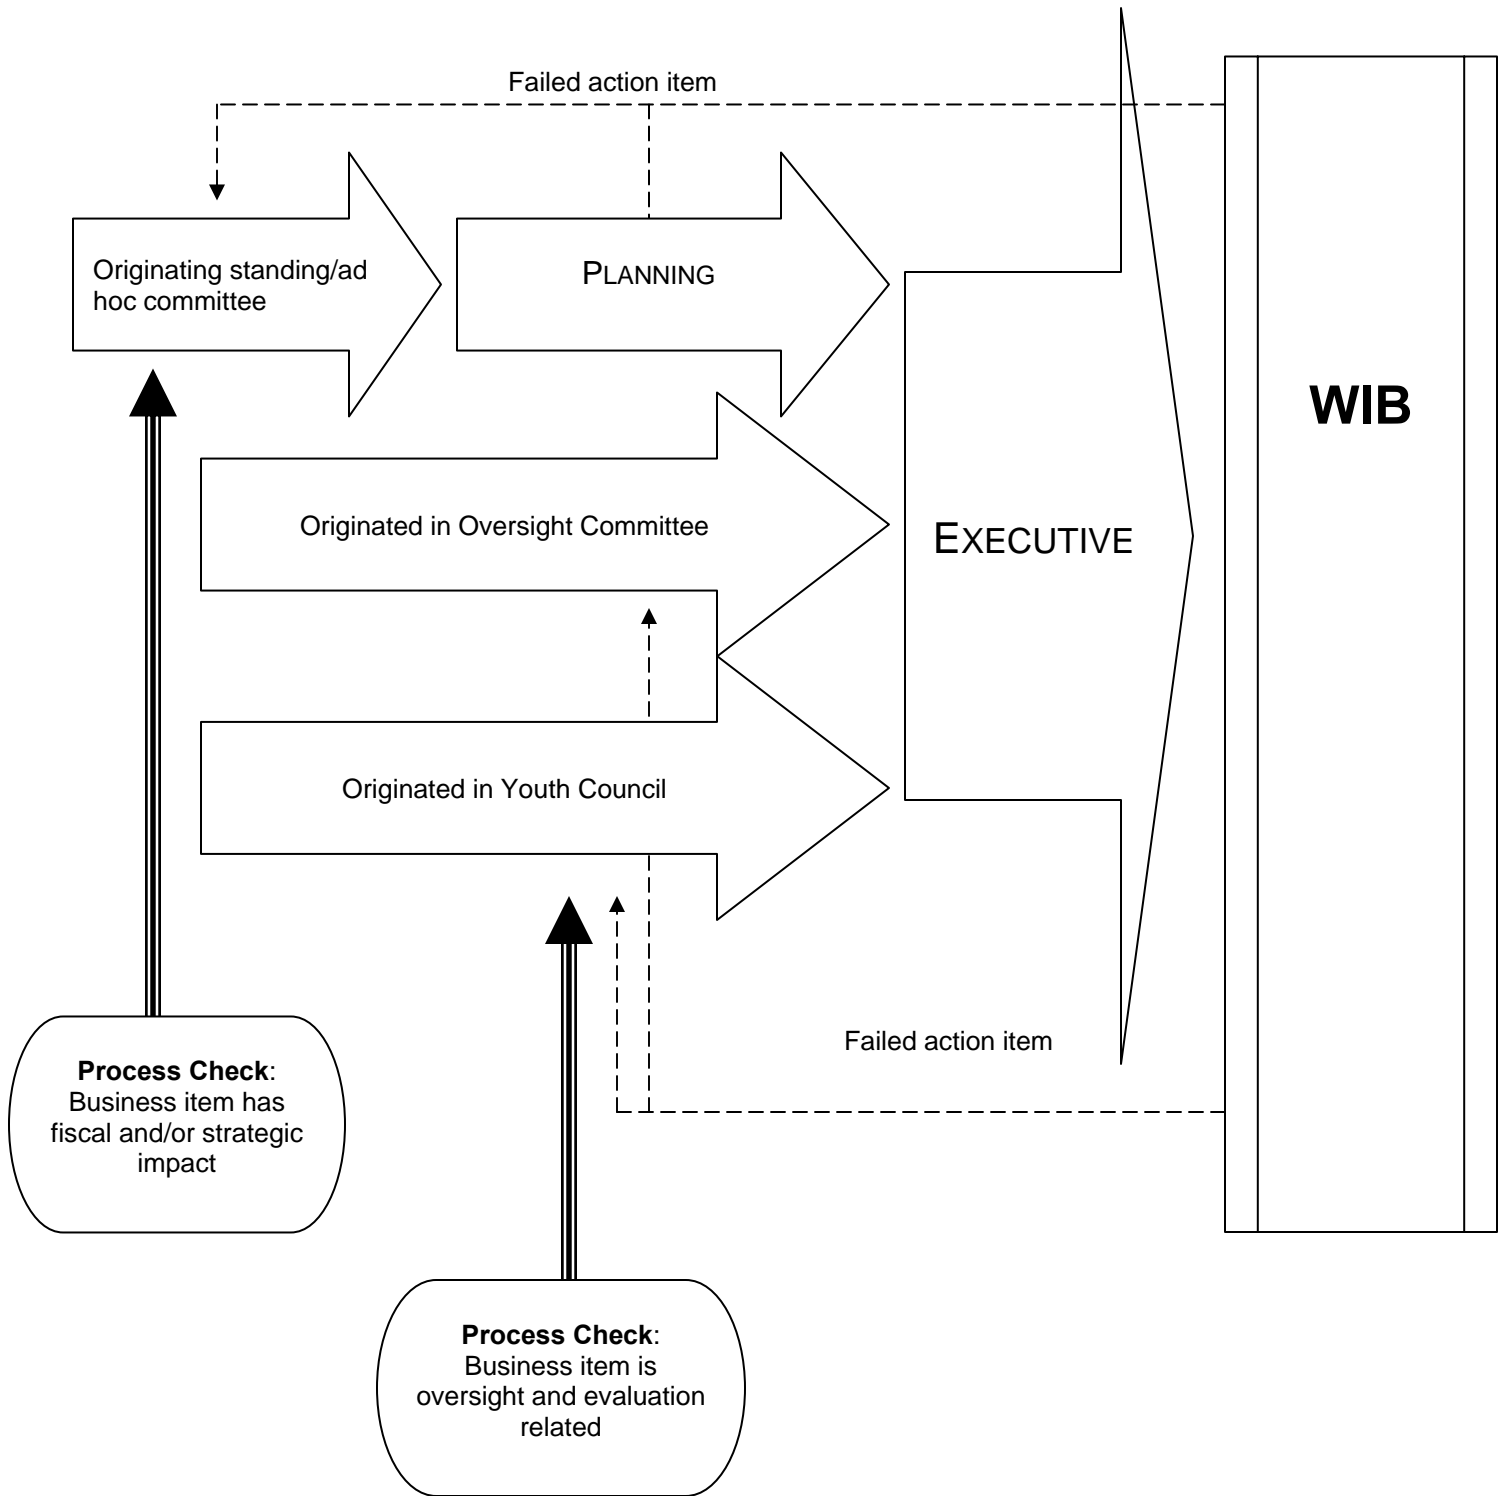 Failed action item
Originating standing/ad
hoc committee
PLANNING
WIB
Originated in Oversight Committee
EXECUTIVE
Originated in Youth Council
Failed action item
Process Check:
Business item has
fiscal and/or strategic
impact
Process Check:
Business item is
oversight and evaluation
related